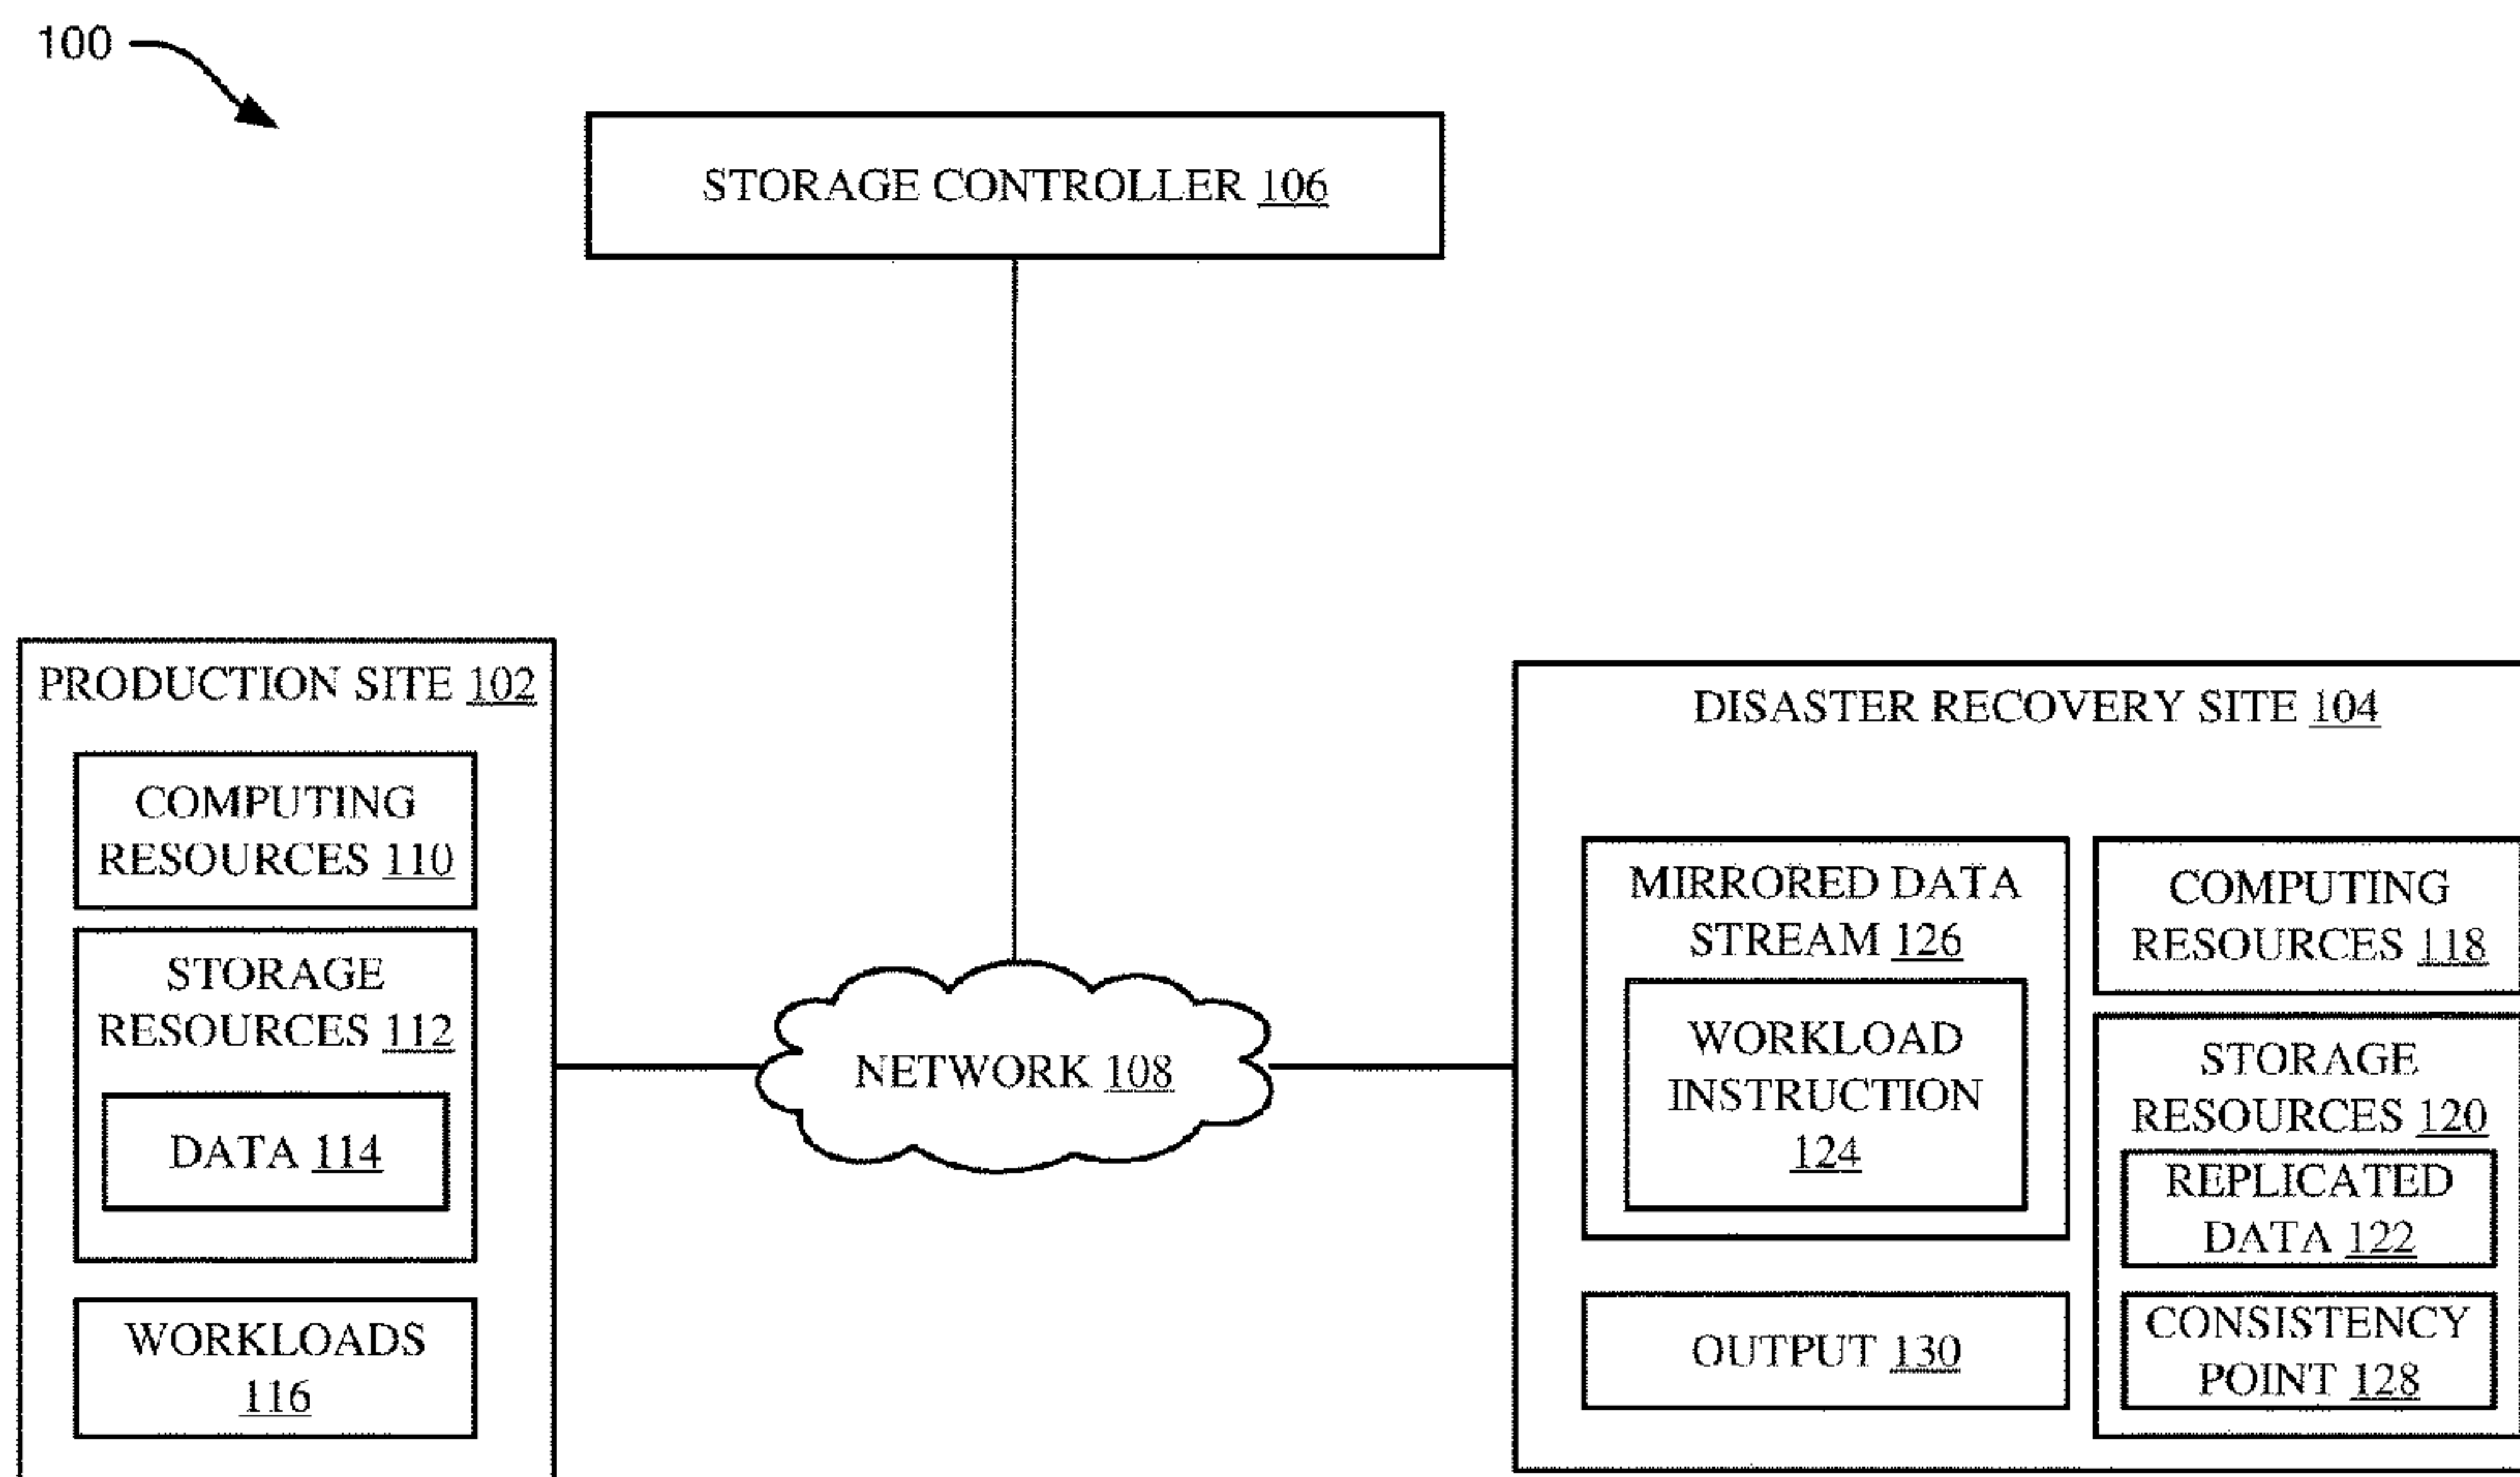 100
STORAGE CONTROLLER 106
PRODUCTION SITE 102
COMPUTING
RESOURCES 110
STORAGE
RESOURCES 112
DATA 114
WORKLOADS
116
NETWORK 108
DISASTER RECOVERY SITE 104
MIRRORED DATA
STREAM 126
WORKLOAD
INSTRUCTION
124
OUTPUT 130
COMPUTING
RESOURCES 118
STORAGE
RESOURCES 120
REPLICATED
DATA 122
CONSISTENCY
POINT 128